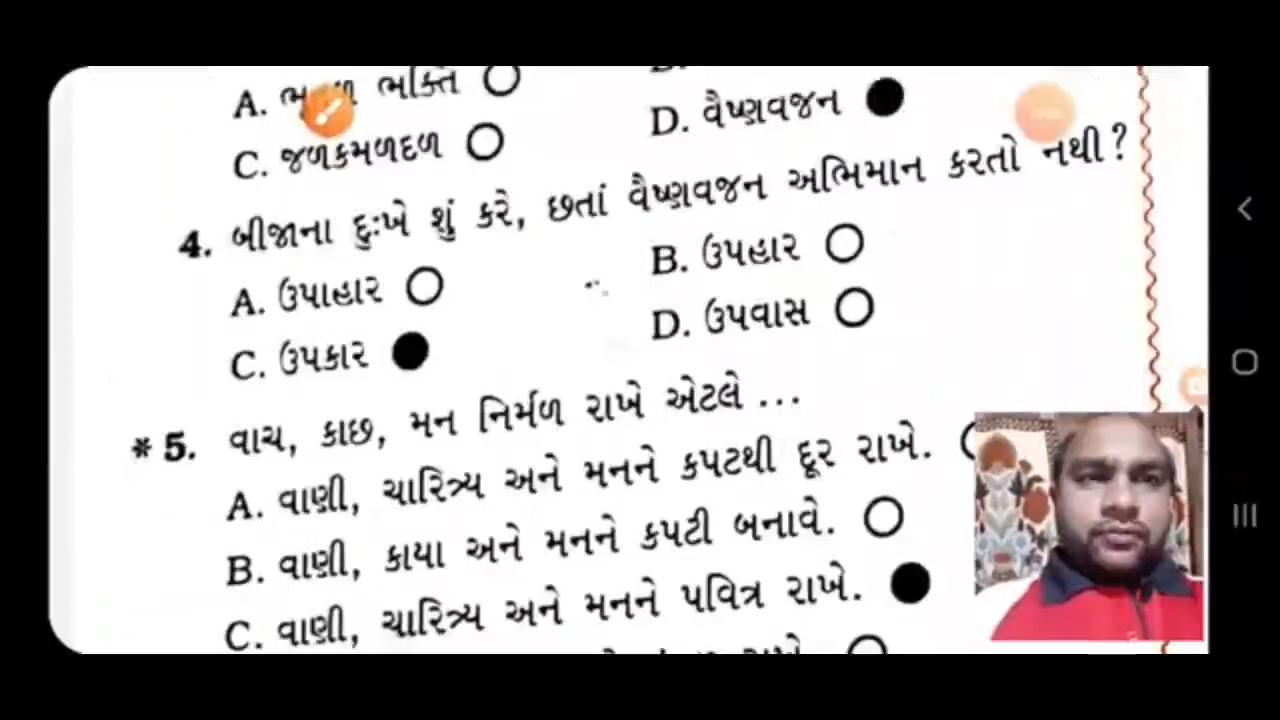 A. ભક્તિ
D. વૈષ્ણવજન
C. જળકમળદળ
4. બીજાના દુઃખે શું કરે, છતાં વૈષ્ણવજન અભિમાન કરતો નથી?
A. ઉપાહાર B. ઉપહાર
C. ઉપકાર D. ઉપવાસ
* 5. વાચ, કાછ, મન નિર્મળ રાખે એટલે ...
A. વાણી, ચારિત્ર્ય અને મનને કપટથી દૂર રાખે.
B. વાણી, કાયા અને મનને કપટી બનાવે.
C. વાણી, ચારિત્ર્ય અને મનને પવિત્ર રાખે.